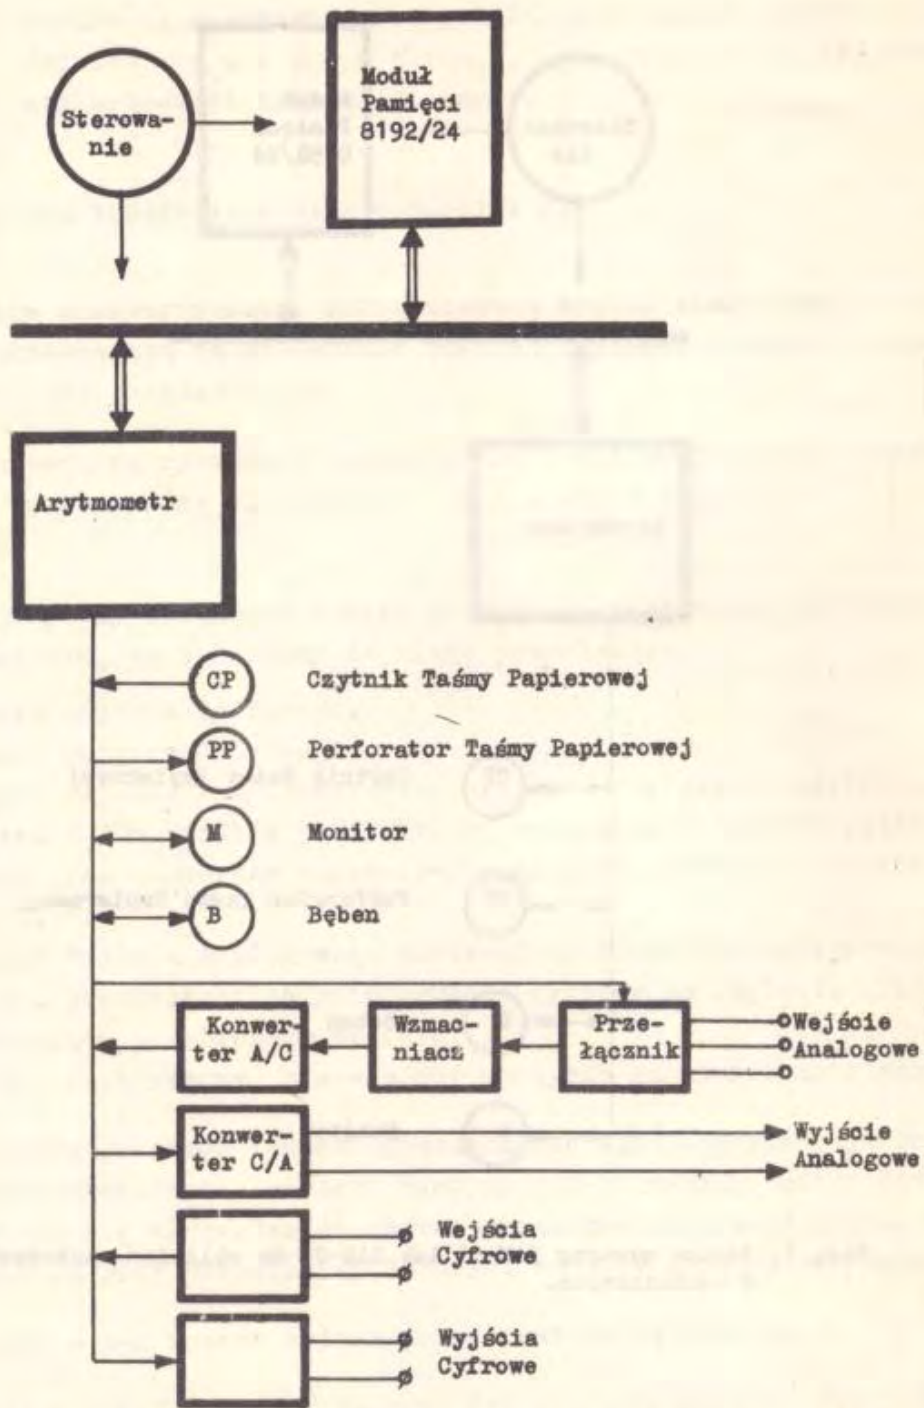 Sterowa-
nie
Moduł
Pamięci
8192/24
Arytmometr
CP Czytnik Taśmy Papierowej
PP Perforator Taśmy Papierowej
M Monitor
B Bęben
Konwer-
ter A/C
Wzmac-
niacz
Prze-
łącznik
Wejście
Analogowe
Konwer-
ter C/A
Wyjście
Analogowe
Wejścia
Cyfrowe
Wyjścia
Cyfrowe